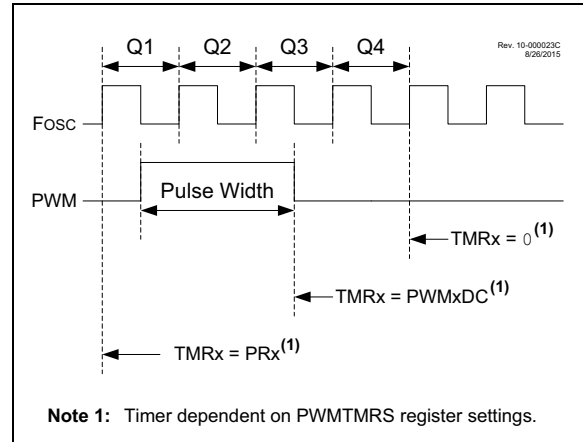 Q1 Q2 Q3 Q4
Rev. 10-000023C
8/26/2015
FOSC
PWM
Pulse Width
TMRx = 0(1)
TMRx = PWMxDC(1)
TMRx = PRx(1)
Note 1: Timer dependent on PWMTMRS register settings.